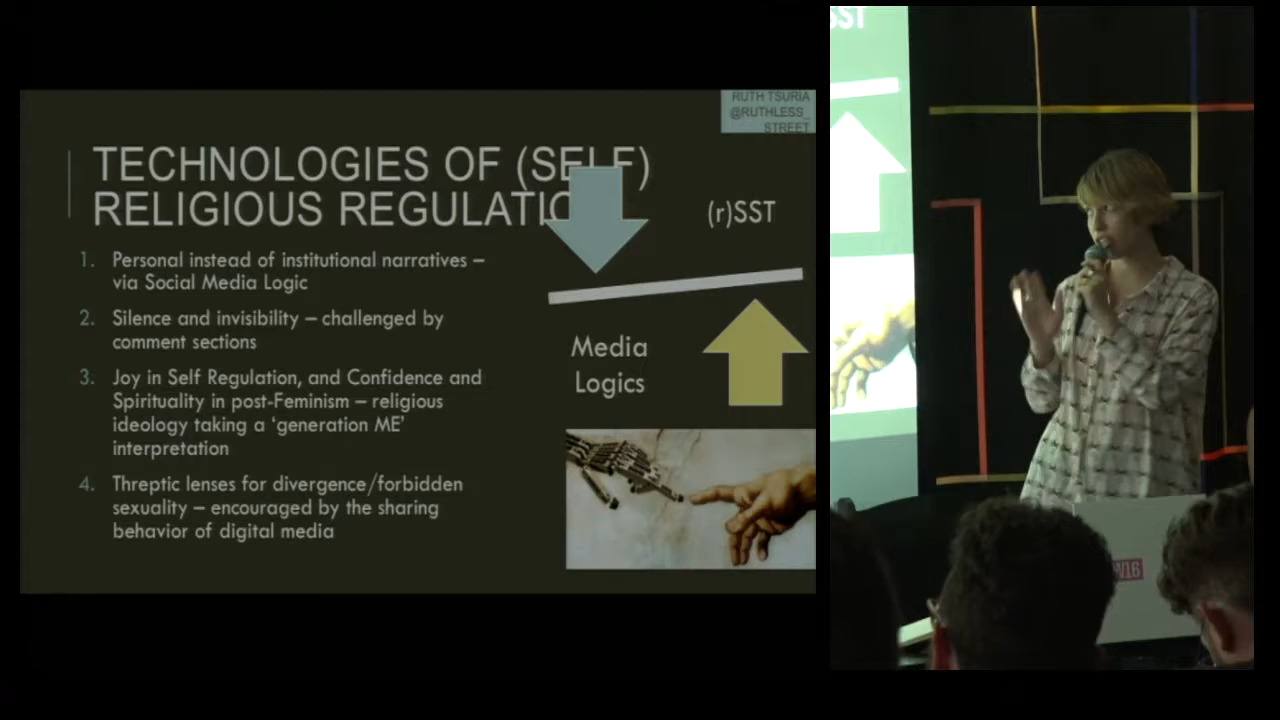 RUTH TSURIA
@RUTHLESS_
STREET
TECHNOLOGIES OF (SELF)
RELIGIOUS REGULATIO
1. Personal instead of institutional narratives –
via Social Media Logic
2. Silence and invisibility – challenged by
comment sections
3. Joy in Self Regulation, and Confidence and
Spirituality in post-Feminism – religious
ideology taking a ‘generation ME’
interpretation
4. Threptic lenses for divergence/forbidden
sexuality – encouraged by the sharing
behavior of digital media
(r)SST
Media
Logics
SST